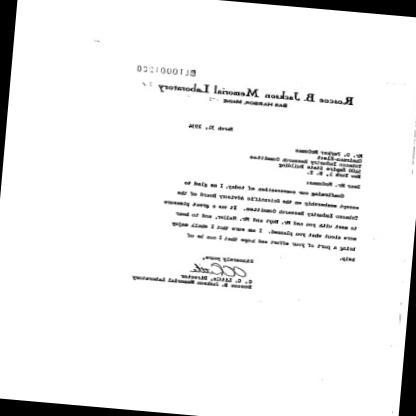 Roscoe B. Jackson Memorial Laboratory
BAR HARBOR, MAINE
March 31, 1954
Mr. O. Parker McComas
Chairman-Elect
Tobacco Industry Research Committee
5400 Empire State Building
New York 1, N. Y.
Dear Mr. McComas:
Confirming our conversation of today, I am glad to
accept membership on the Scientific Advisory Board of the
Tobacco Industry Research Committee. It was a great pleasure
to meet with you and Mr. Hoyt and Mr. Haller, and to hear
more about what you planned. I am sure that I shall enjoy
being a part of your effort and hope that I can be of
help.
Sincerely yours,
C. C. Little, Director
Roscoe B. Jackson Memorial Laboratory